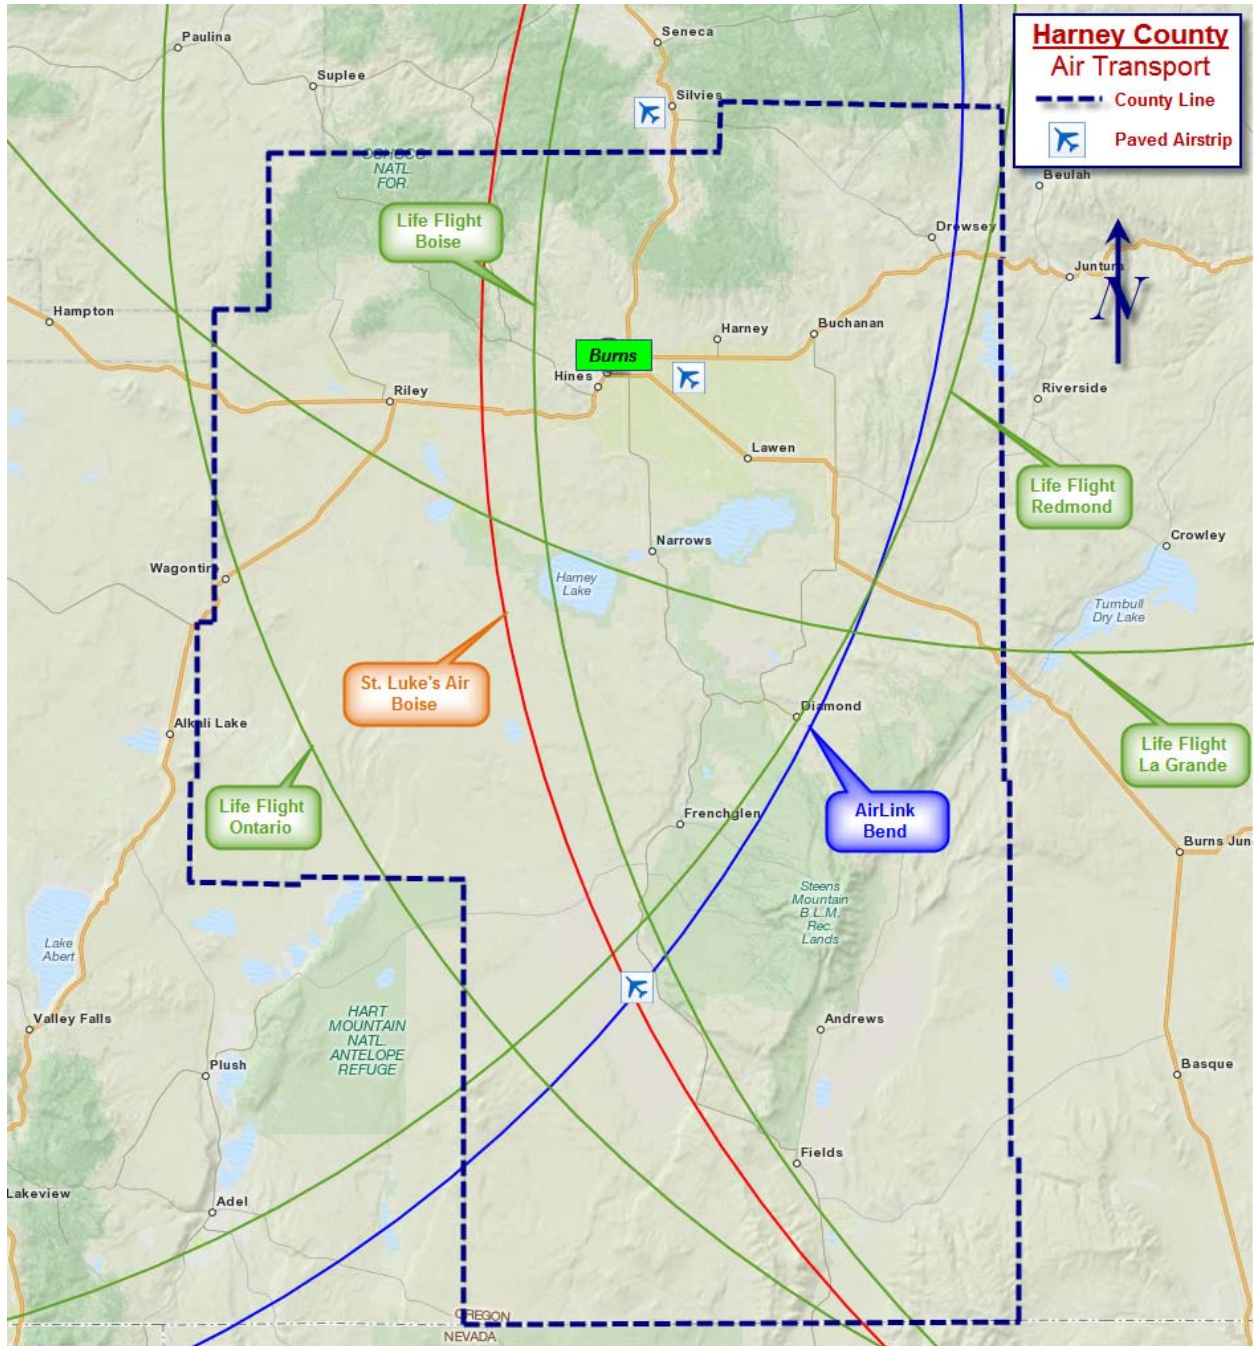 Harney County
Air Transport
County Line
Paved Airstrip
Paulina
Seneca
Suplee
Silvies
OCHOCO
NATL.
FOR.
Beulah
Life Flight
Boise
Drewsey
Juntura
N
Hampton
Harney
Buchanan
Burns
Hines
Riley
Riverside
Lawen
Life Flight
Redmond
Narrows
Crowley
Wagontire
Harney
Lake
Turnbull
Dry Lake
St. Luke's Air
Boise
Diamond
Alkali Lake
Life Flight
La Grande
Life Flight
Ontario
Frenchglen
AirLink
Bend
Burns Jun
Steens
Mountain
B.L.M.
Rec.
Lands
Lake
Abert
Valley Falls
HART
MOUNTAIN
NATL.
ANTELOPE
REFUGE
Andrews
Plush
Basque
Fields
Lakeview
Adel
OREGON
NEVADA